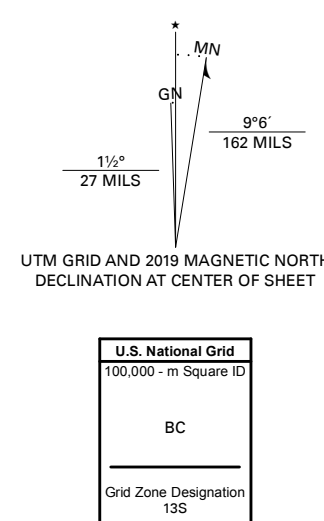 ★
MN
GN
9°6´
162 MILS
1½°
27 MILS
UTM GRID AND 2019 MAGNETIC NORTH
DECLINATION AT CENTER OF SHEET
U.S. National Grid
100,000 - m Square ID
BC
Grid Zone Designation
13S